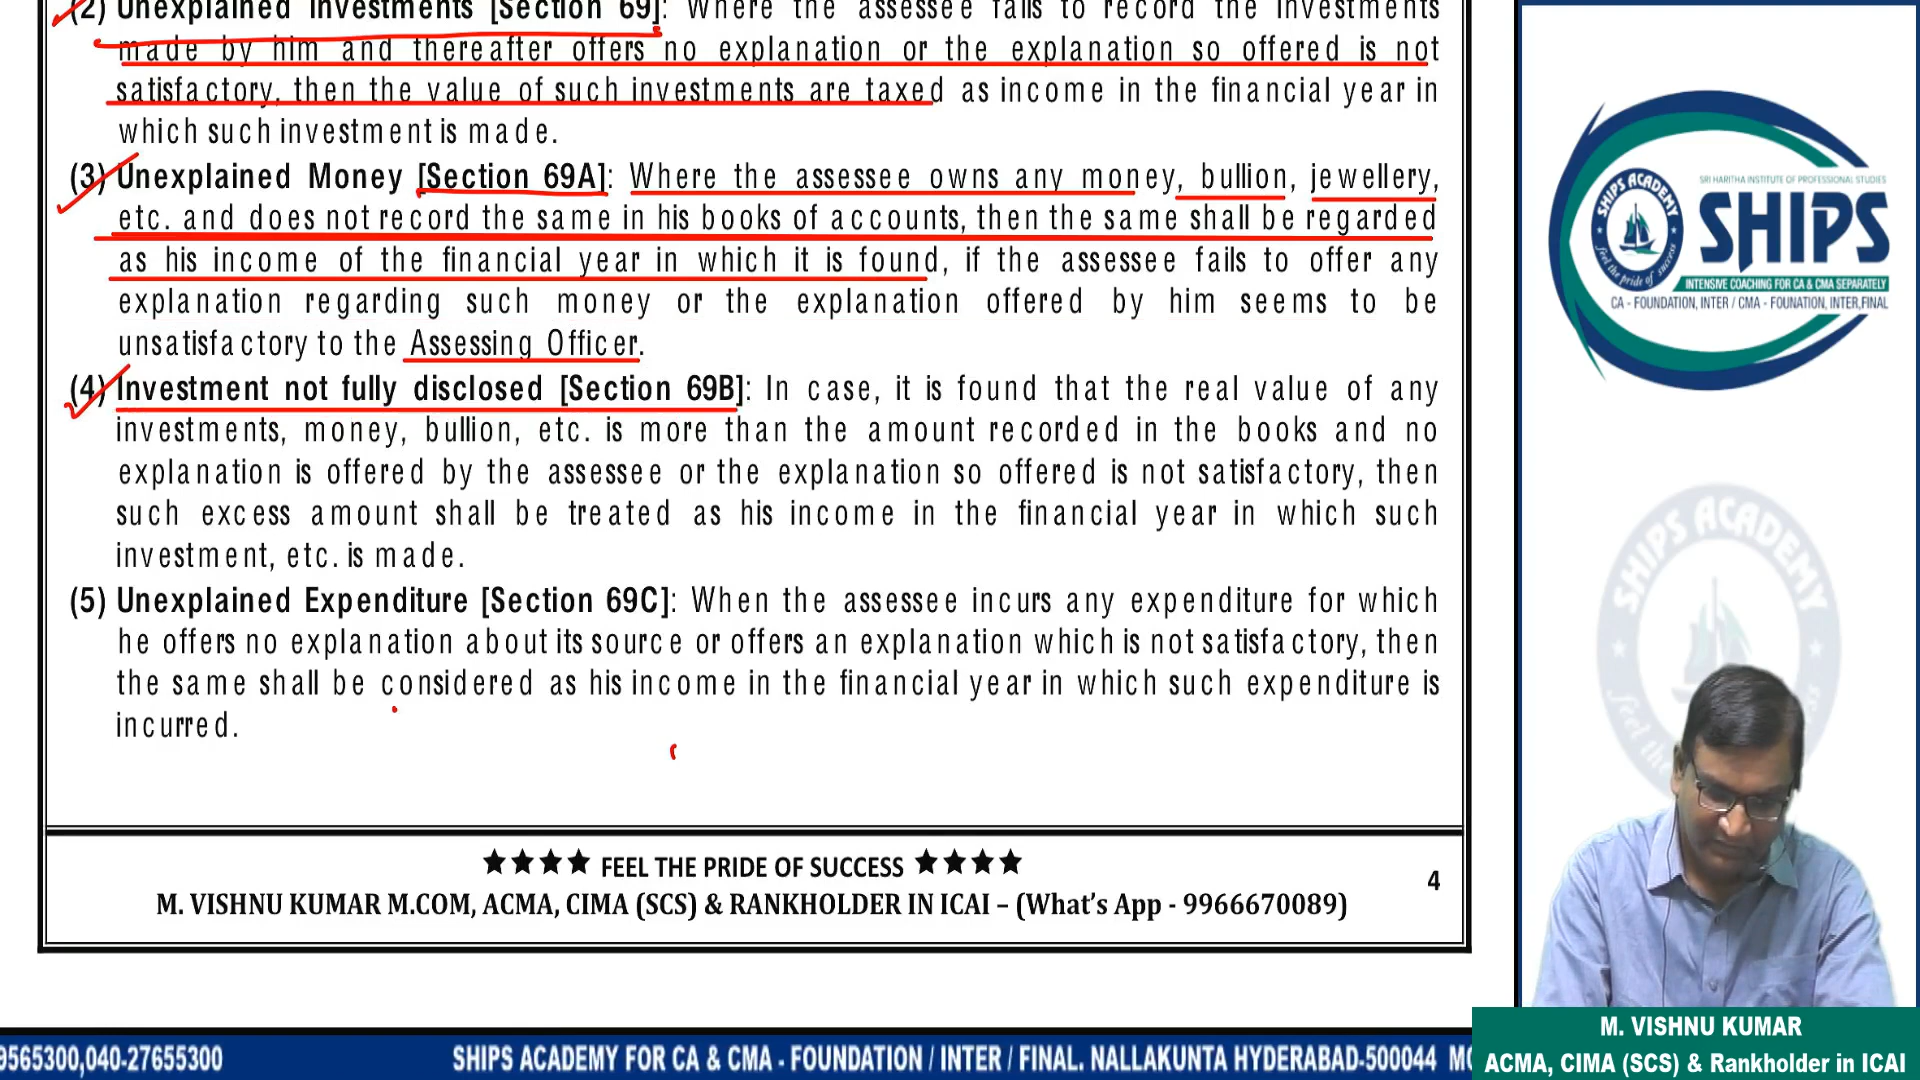 (2) Unexplained Investments [Section 69]: Where the assessee fails to record the investments
made by him and thereafter offers no explanation or the explanation so offered is not
satisfactory, then the value of such investments are taxed as income in the financial year in
which such investment is made.
(3) Unexplained Money [Section 69A]: Where the assessee owns any money, bullion, jewellery,
etc. and does not record the same in his books of accounts, then the same shall be regarded
as his income of the financial year in which it is found, if the assessee fails to offer any
explanation regarding such money or the explanation offered by him seems to be
unsatisfactory to the Assessing Officer.
(4) Investment not fully disclosed [Section 69B]: In case, it is found that the real value of any
investments, money, bullion, etc. is more than the amount recorded in the books and no
explanation is offered by the assessee or the explanation so offered is not satisfactory, then
such excess amount shall be treated as his income in the financial year in which such
investment, etc. is made.
(5) Unexplained Expenditure [Section 69C]: When the assessee incurs any expenditure for which
he offers no explanation about its source or offers an explanation which is not satisfactory, then
the same shall be considered as his income in the financial year in which such expenditure is
incurred.
★★★★ FEEL THE PRIDE OF SUCCESS ★★★★
M. VISHNU KUMAR M.COM, ACMA, CIMA (SCS) & RANKHOLDER IN ICAI – (What's App - 9966670089)
4
SRI HARITHA INSTITUTE OF PROFESSIONAL STUDIES
SHIPS ACADEMY
feel the pride of success
SHIPS
INTENSIVE COACHING FOR CA & CMA SEPARATELY
CA - FOUNDATION, INTER / CMA - FOUNATION, INTER,FINAL
SHIPS ACADEMY
feel the
M. VISHNU KUMAR
ACMA, CIMA (SCS) & Rankholder in ICAI
9565300,040-27655300 SHIPS ACADEMY FOR CA & CMA - FOUNDATION / INTER / FINAL. NALLAKUNTA HYDERABAD-500044